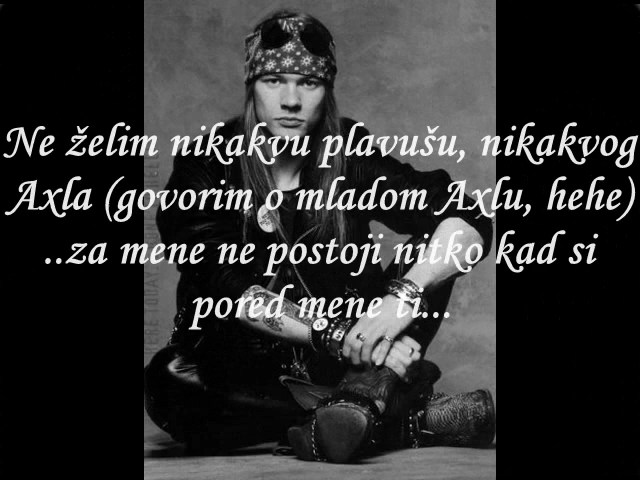 Ne želim nikakvu plavušu, nikakvog
Axla (govorim o mladom Axlu, hehe)
..za mene ne postoji nitko kad si
pored mene ti...